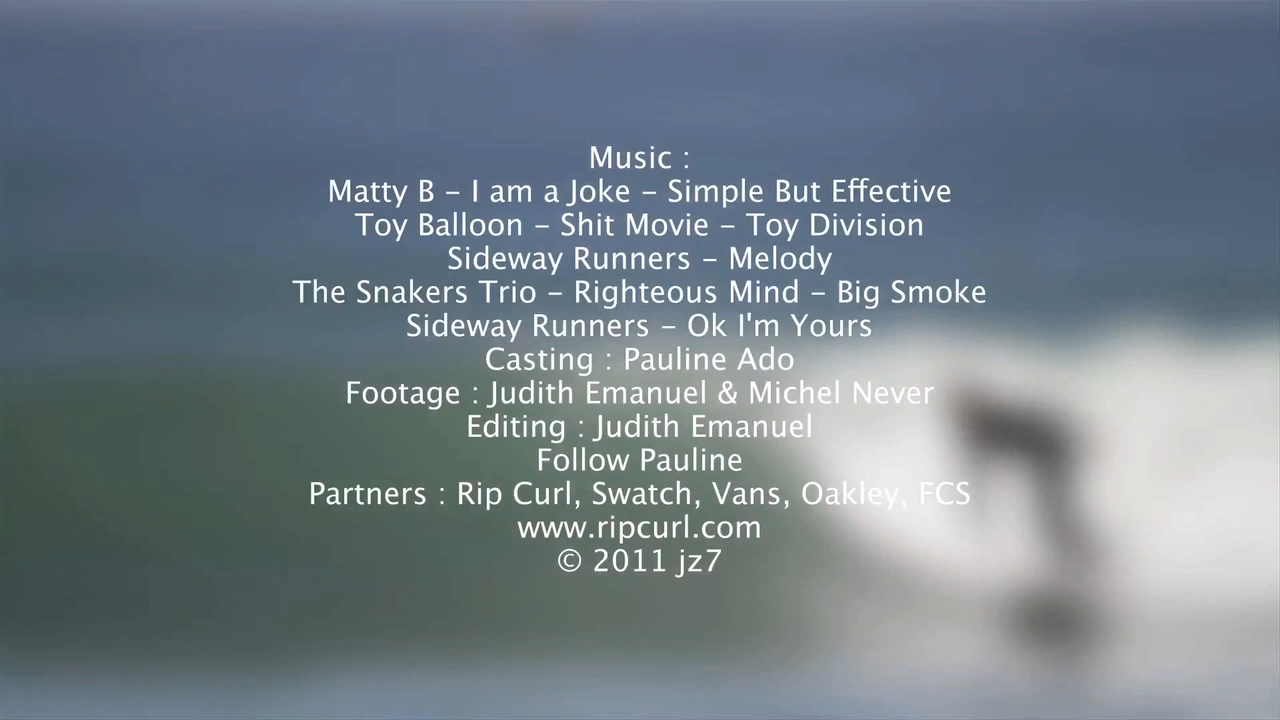 Music :
Matty B – I am a Joke – Simple But Effective
Toy Balloon – Shit Movie – Toy Division
Sideway Runners – Melody
The Snakers Trio – Righteous Mind – Big Smoke
Sideway Runners – Ok I'm Yours
Casting : Pauline Ado
Footage : Judith Emanuel & Michel Never
Editing : Judith Emanuel
Follow Pauline
Partners : Rip Curl, Swatch, Vans, Oakley, FCS
www.ripcurl.com
© 2011 jz7